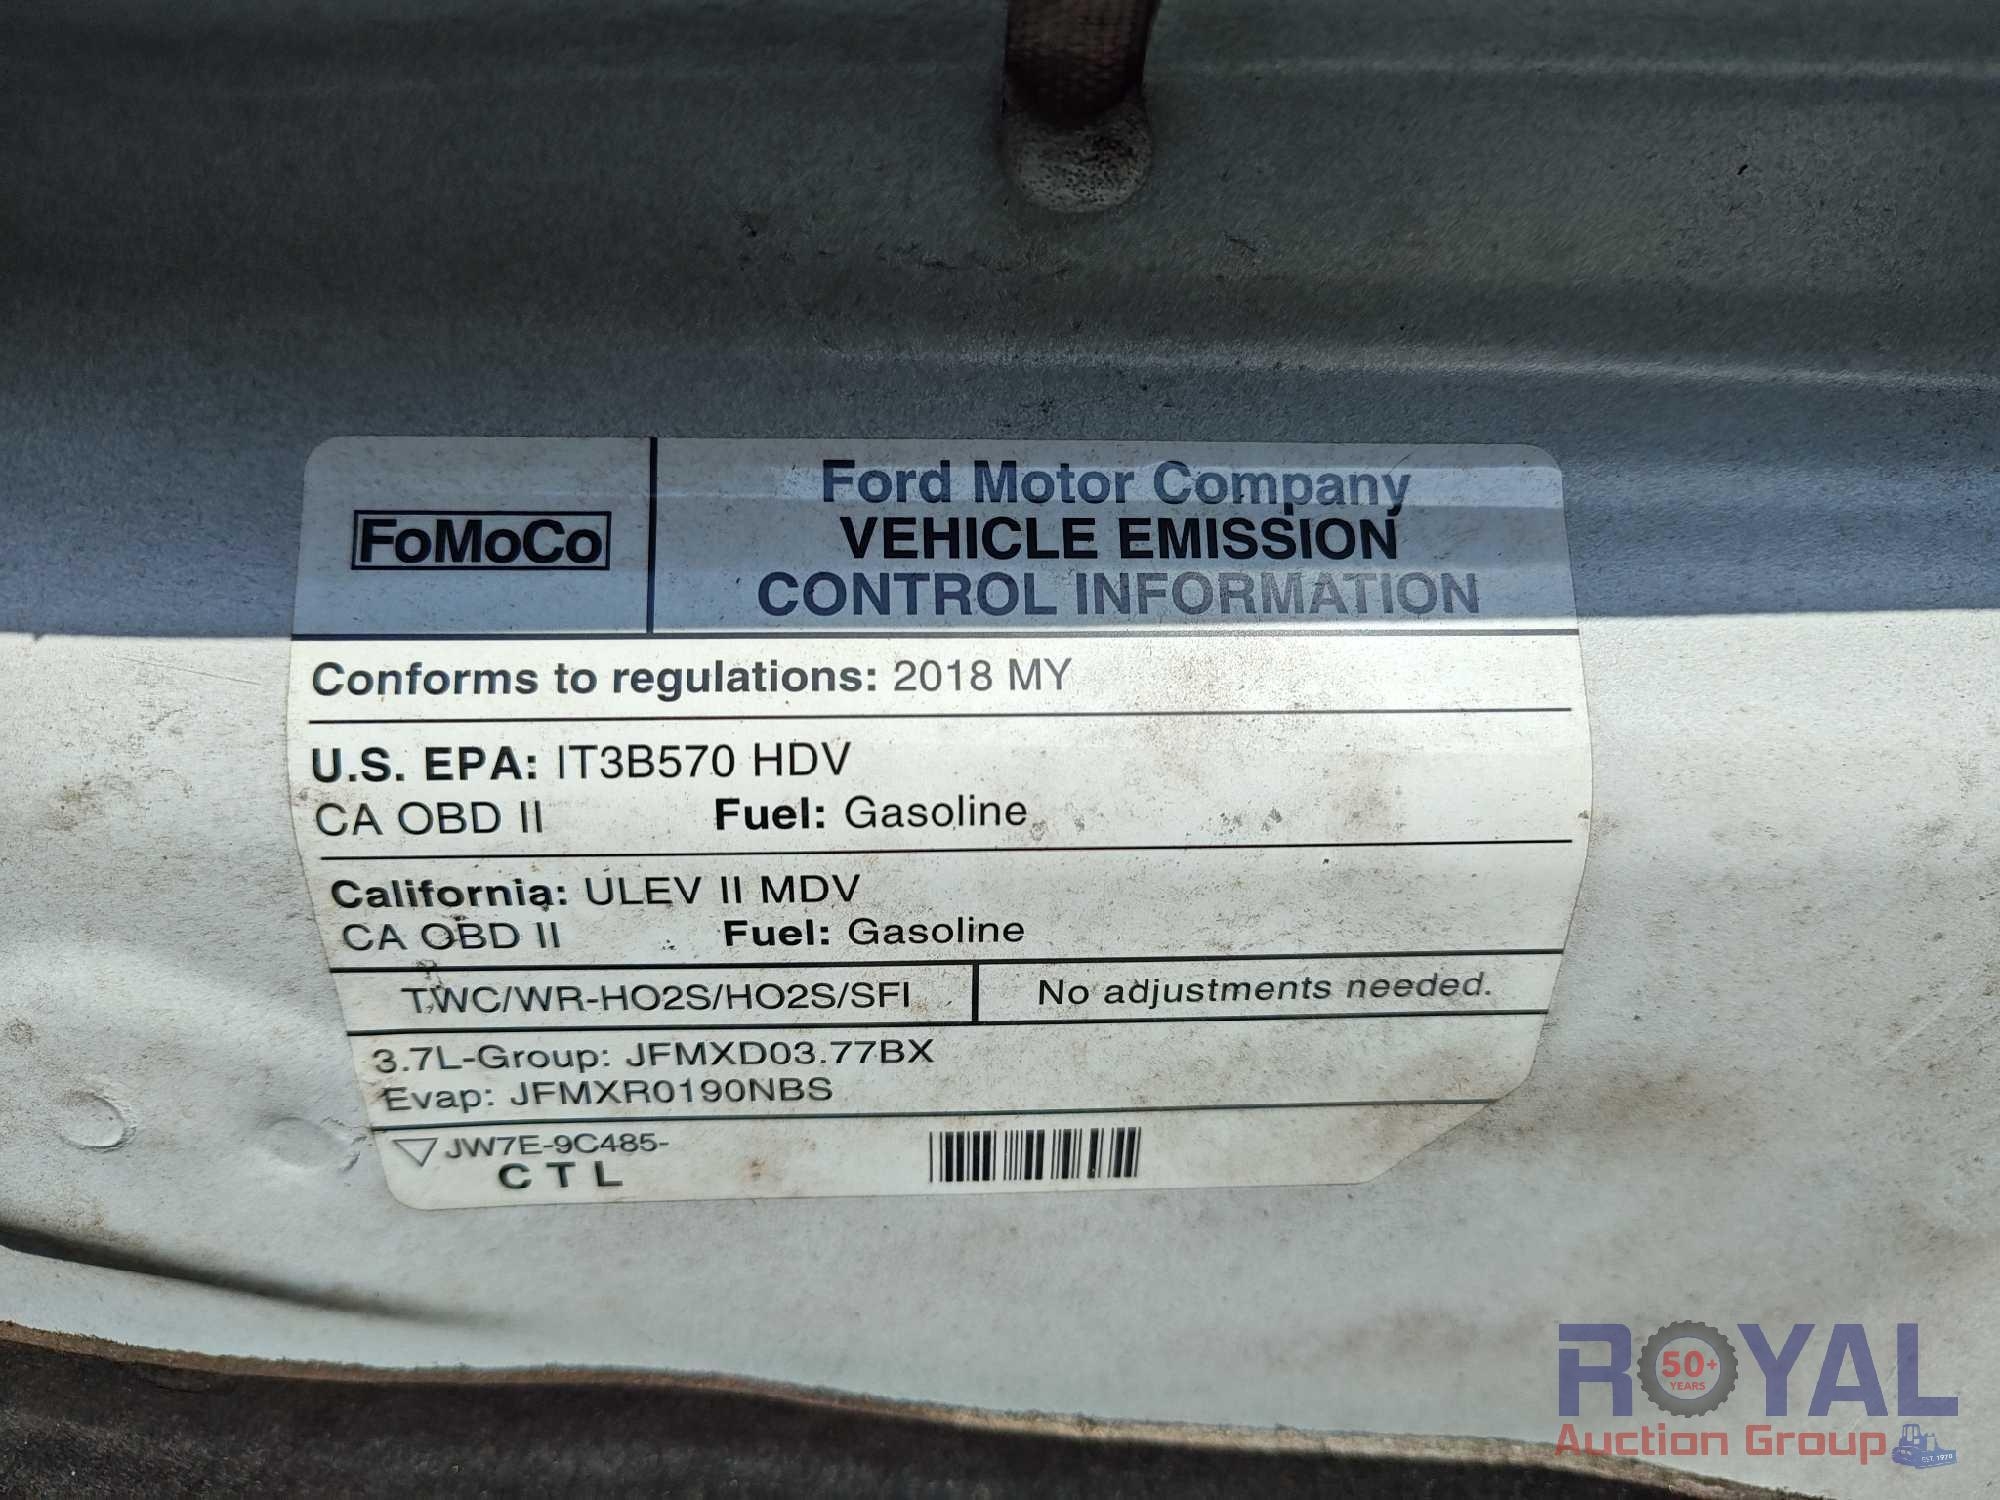 FoMoCo
Ford Motor Company
VEHICLE EMISSION
CONTROL INFORMATION
Conforms to regulations: 2018 MY
U.S. EPA: IT3B570 HDV
CA OBD II Fuel: Gasoline
California: ULEV II MDV
CA OBD II Fuel: Gasoline
TWC/WR-HO2S/HO2S/SFI No adjustments needed.
3.7L-Group: JFMXD03.77BX
Evap: JFMXR0190NBS
JW7E-9C485-
C T L
ROYAL
50+
YEARS
Auction Group
EST. 1970